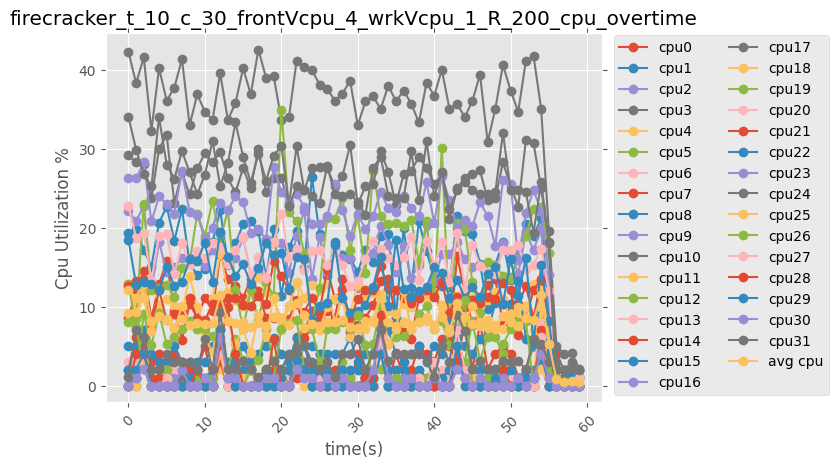 firecracker_t_10_c_30_frontVcpu_4_wrkVcpu_1_R_200_cpu_overtime
Cpu Utilization %
40
30
20
10
0
0
10
20
30
40
50
60
time(s)
cpu0
cpu1
cpu2
cpu3
cpu4
cpu5
cpu6
cpu7
cpu8
cpu9
cpu10
cpu11
cpu12
cpu13
cpu14
cpu15
cpu16
cpu17
cpu18
cpu19
cpu20
cpu21
cpu22
cpu23
cpu24
cpu25
cpu26
cpu27
cpu28
cpu29
cpu30
cpu31
avg cpu